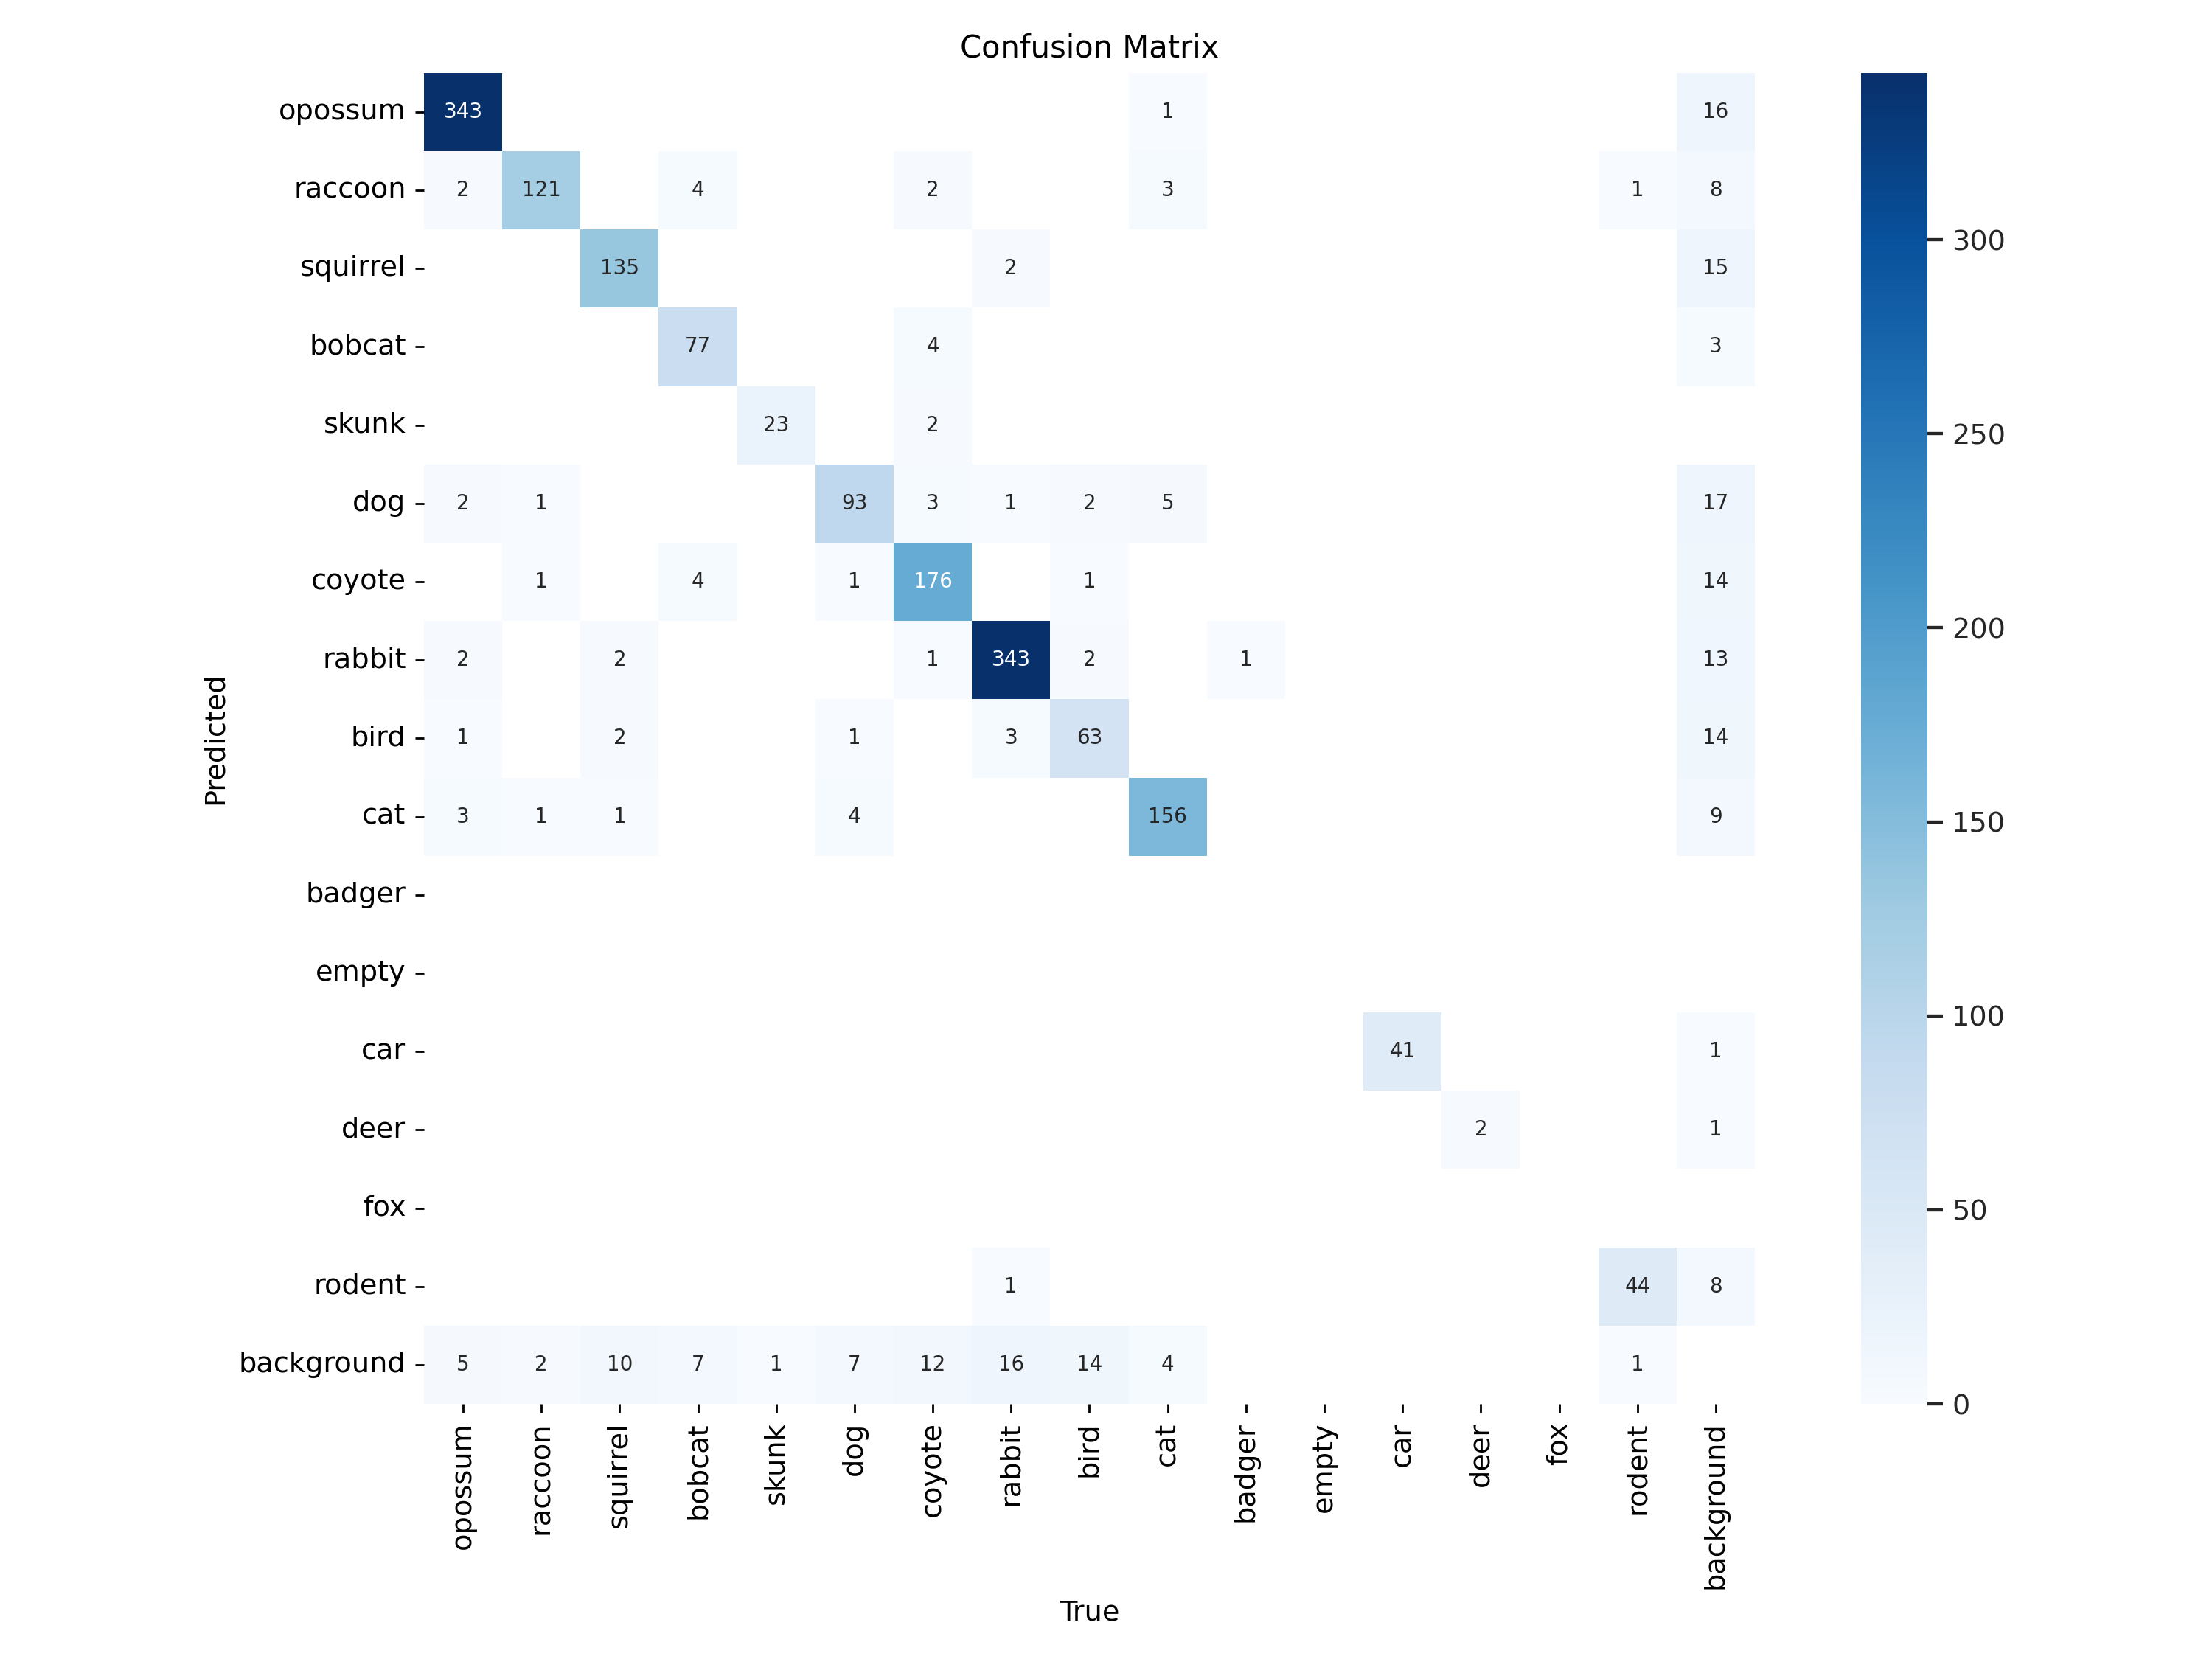 Confusion Matrix
opossum 343 1 16
raccoon 2 121 4 2 3 1 8
squirrel 135 2 15
bobcat 77 4 3
skunk 23 2
dog 2 1 93 3 1 2 5 17
coyote 1 4 1 176 1 14
rabbit 2 2 1 343 2 1 13
bird 1 2 1 3 63 14
cat 3 1 1 4 156 9
badger
empty
car 41 1
deer 2 1
fox
rodent 1 44 8
background 5 2 10 7 1 7 12 16 14 4 1
Predicted
opossum raccoon squirrel bobcat skunk dog coyote rabbit bird cat badger empty car deer fox rodent background
True
300
250
200
150
100
50
0